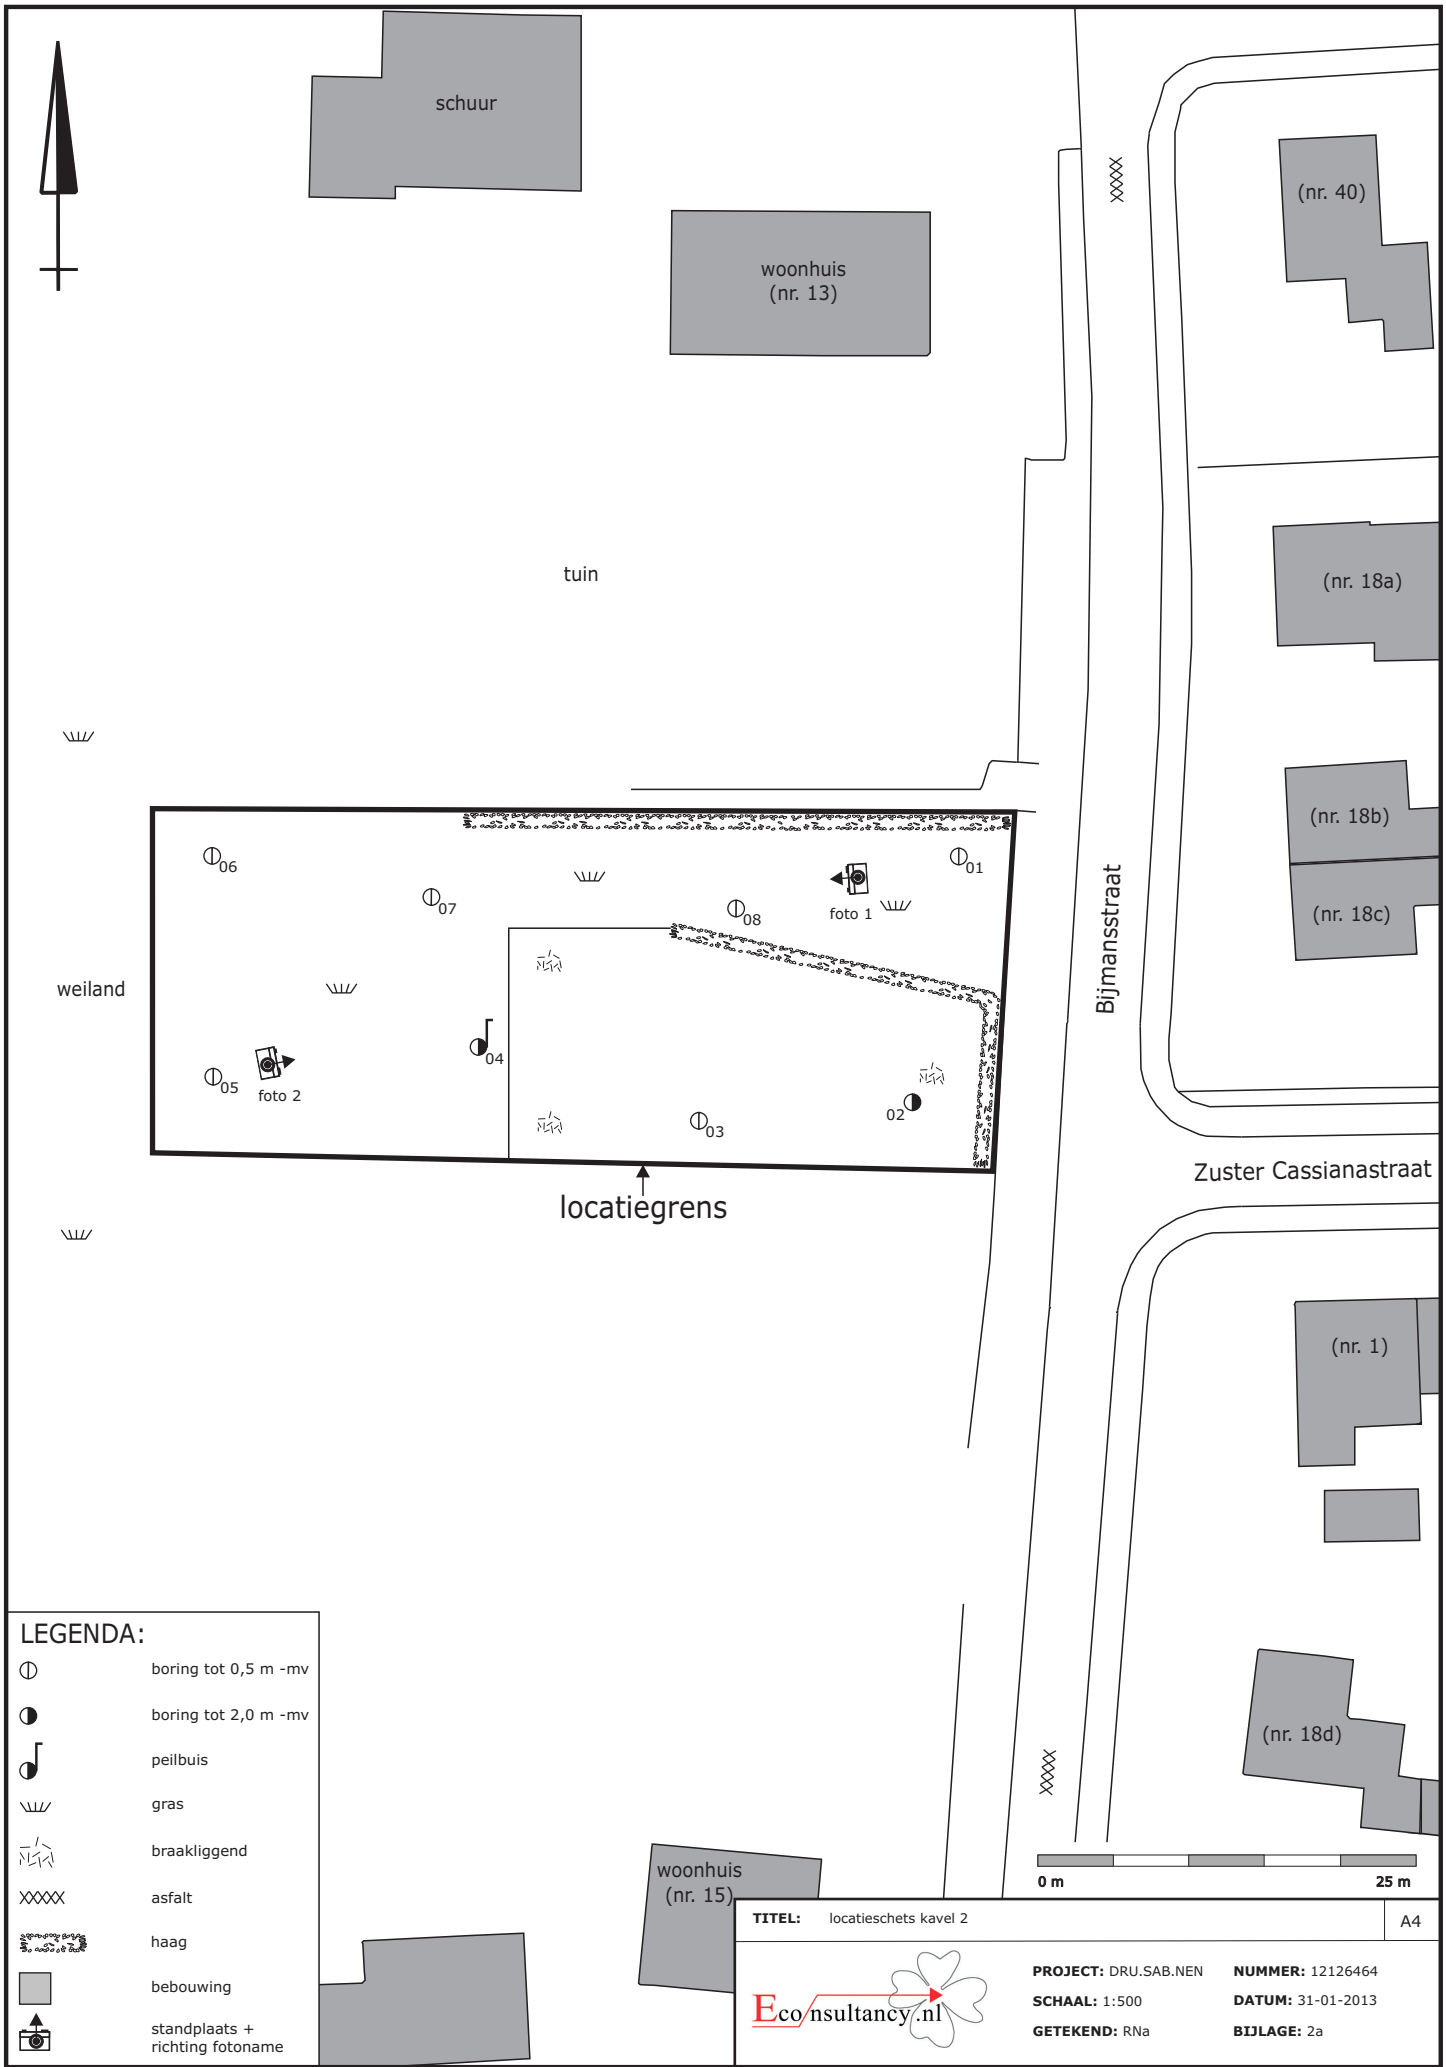 schuur
(nr. 40)
woonhuis
(nr. 13)
tuin
(nr. 18a)
(nr. 18b)
(nr. 18c)
06
07
08
01
foto 1
weiland
Bijmansstraat
04
05
foto 2
02
03
locatiegrens
Zuster Cassianastraat
(nr. 1)
(nr. 18d)
woonhuis
(nr. 15)
LEGENDA:
boring tot 0,5 m -mv
boring tot 2,0 m -mv
peilbuis
gras
braakliggend
asfalt
haag
bebouwing
standplaats +
richting fotoname
0 m 25 m
TITEL: locatieschets kavel 2 A4
Econsultancy.nl
PROJECT: DRU.SAB.NEN NUMMER: 12126464
SCHAAL: 1:500 DATUM: 31-01-2013
GETEKEND: RNa BIJLAGE: 2a